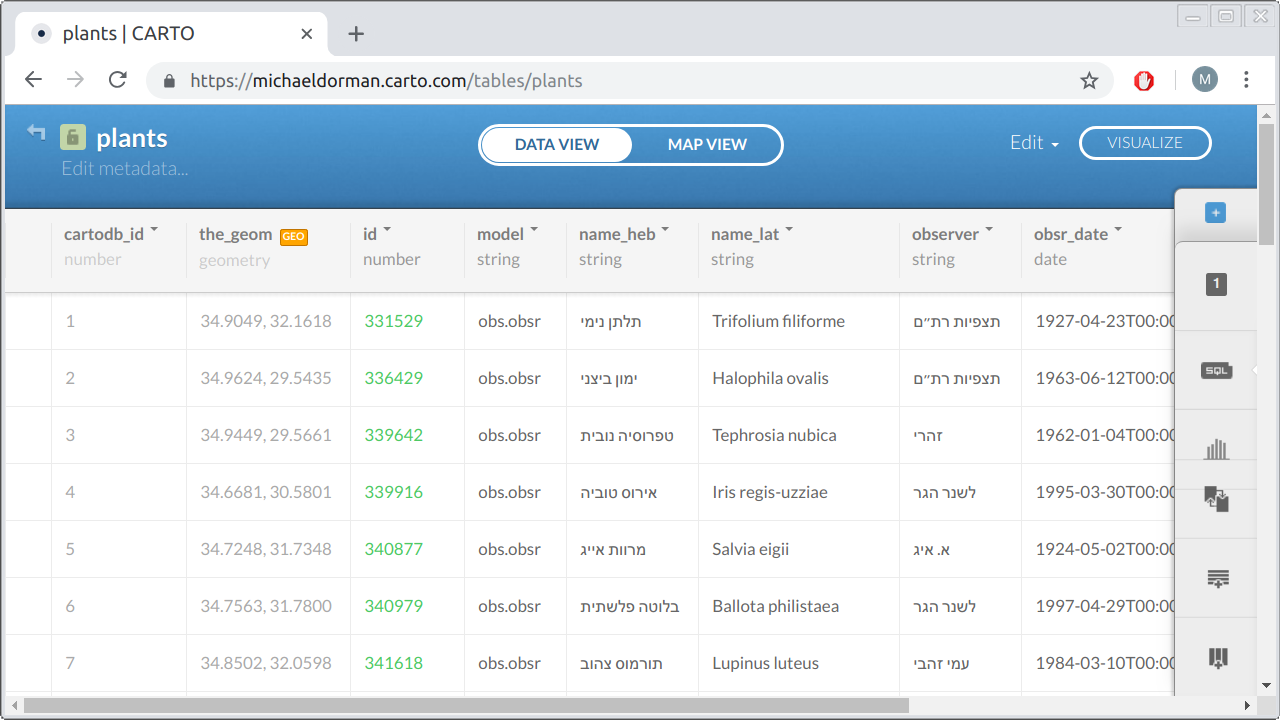 plants | CARTO
https://michaeldorman.carto.com/tables/plants
M
plants
DATA VIEW MAP VIEW
Edit VISUALIZE
Edit metadata...
cartodb_id the_geom GEO id model name_heb name_lat observer obsr_date
number geometry number string string string string date
1 34.9049, 32.1618 331529 obs.obsr תלתן נימי Trifolium filiforme תצפיות רת״ם 1927-04-23T00:00
2 34.9624, 29.5435 336429 obs.obsr ימון ביצני Halophila ovalis תצפיות רת״ם 1963-06-12T00:00
3 34.9449, 29.5661 339642 obs.obsr טפרוסיה נובית Tephrosia nubica זהרי 1962-01-04T00:00
4 34.6681, 30.5801 339916 obs.obsr אירוס טוביה Iris regis-uzziae לשנר הגר 1995-03-30T00:00
5 34.7248, 31.7348 340877 obs.obsr מרוות אייג Salvia eigii א. איג 1924-05-02T00:00
6 34.7563, 31.7800 340979 obs.obsr בלוטה פלשתית Ballota philistaea לשנר הגר 1997-04-29T00:00
7 34.8502, 32.0598 341618 obs.obsr תורמוס צהוב Lupinus luteus עמי זהבי 1984-03-10T00:00
1
SQL